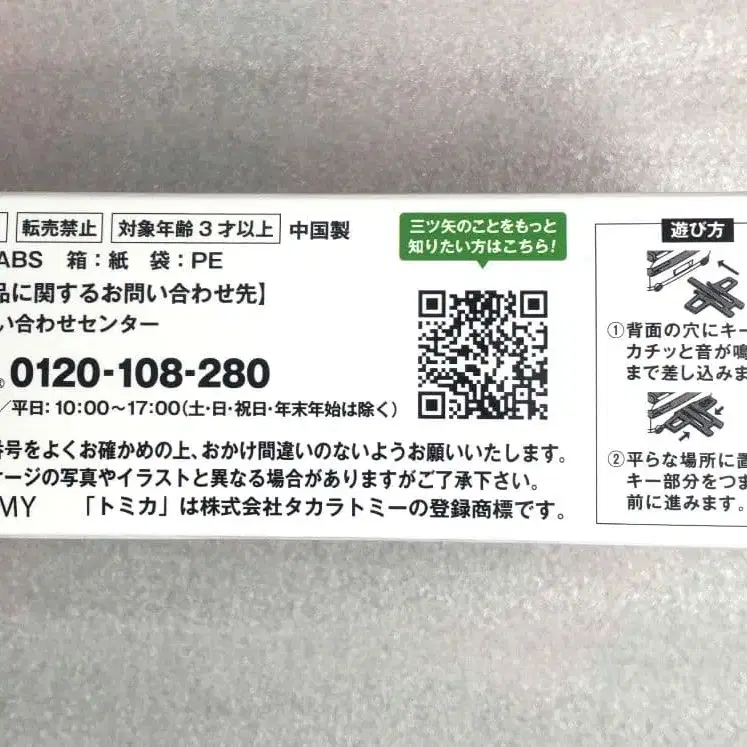 転売禁止 対象年齢3才以上 中国製
ABS 箱:紙 袋:PE
品に関するお問い合わせ先】
い合わせセンター
0120-108-280
/平日:10:00〜17:00(土・日・祝日・年末年始は除く)
番号をよくお確かめの上、おかけ間違いのないようお願いいたします。
ケージの写真やイラストと異なる場合がありますがご了承下さい。
MY 「トミカ」は株式会社タカラトミーの登録商標です。
三ツ矢のことをもっと
知りたい方はこちら!
遊び方
①背面の穴にキー
カチッと音が鳴
まで差し込みま
②平らな場所に置
キー部分をつま
前に進みます。